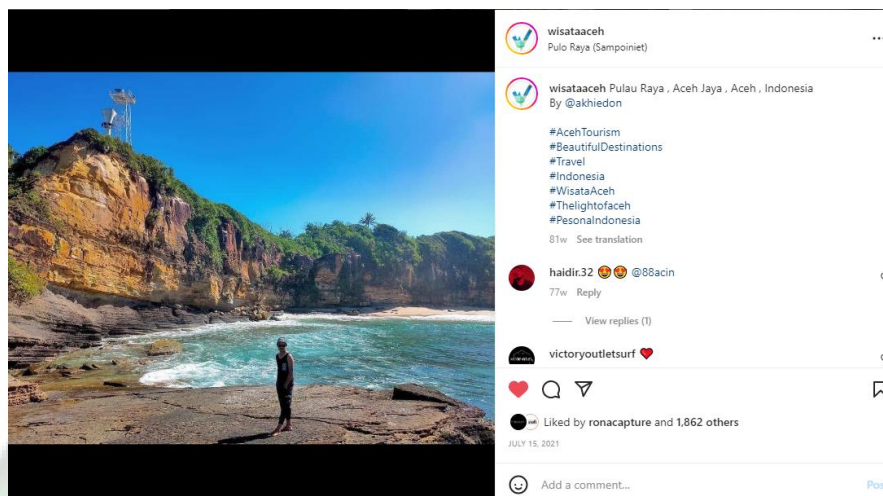 wisataaceh
Pulo Raya (Sampoiniet)
wisataaceh Pulau Raya , Aceh Jaya , Aceh , Indonesia
By @akhiedon
#AcehTourism
#BeautifulDestinations
#Travel
#Indonesia
#WisataAceh
#Thelightofaceh
#PesonaIndonesia
81w See translation
haidir.32 😍😍 @88acin
77w Reply
View replies (1)
victoryoutletsurf ❤️
Liked by ronacapture and 1,862 others
JULY 15, 2021
Add a comment...